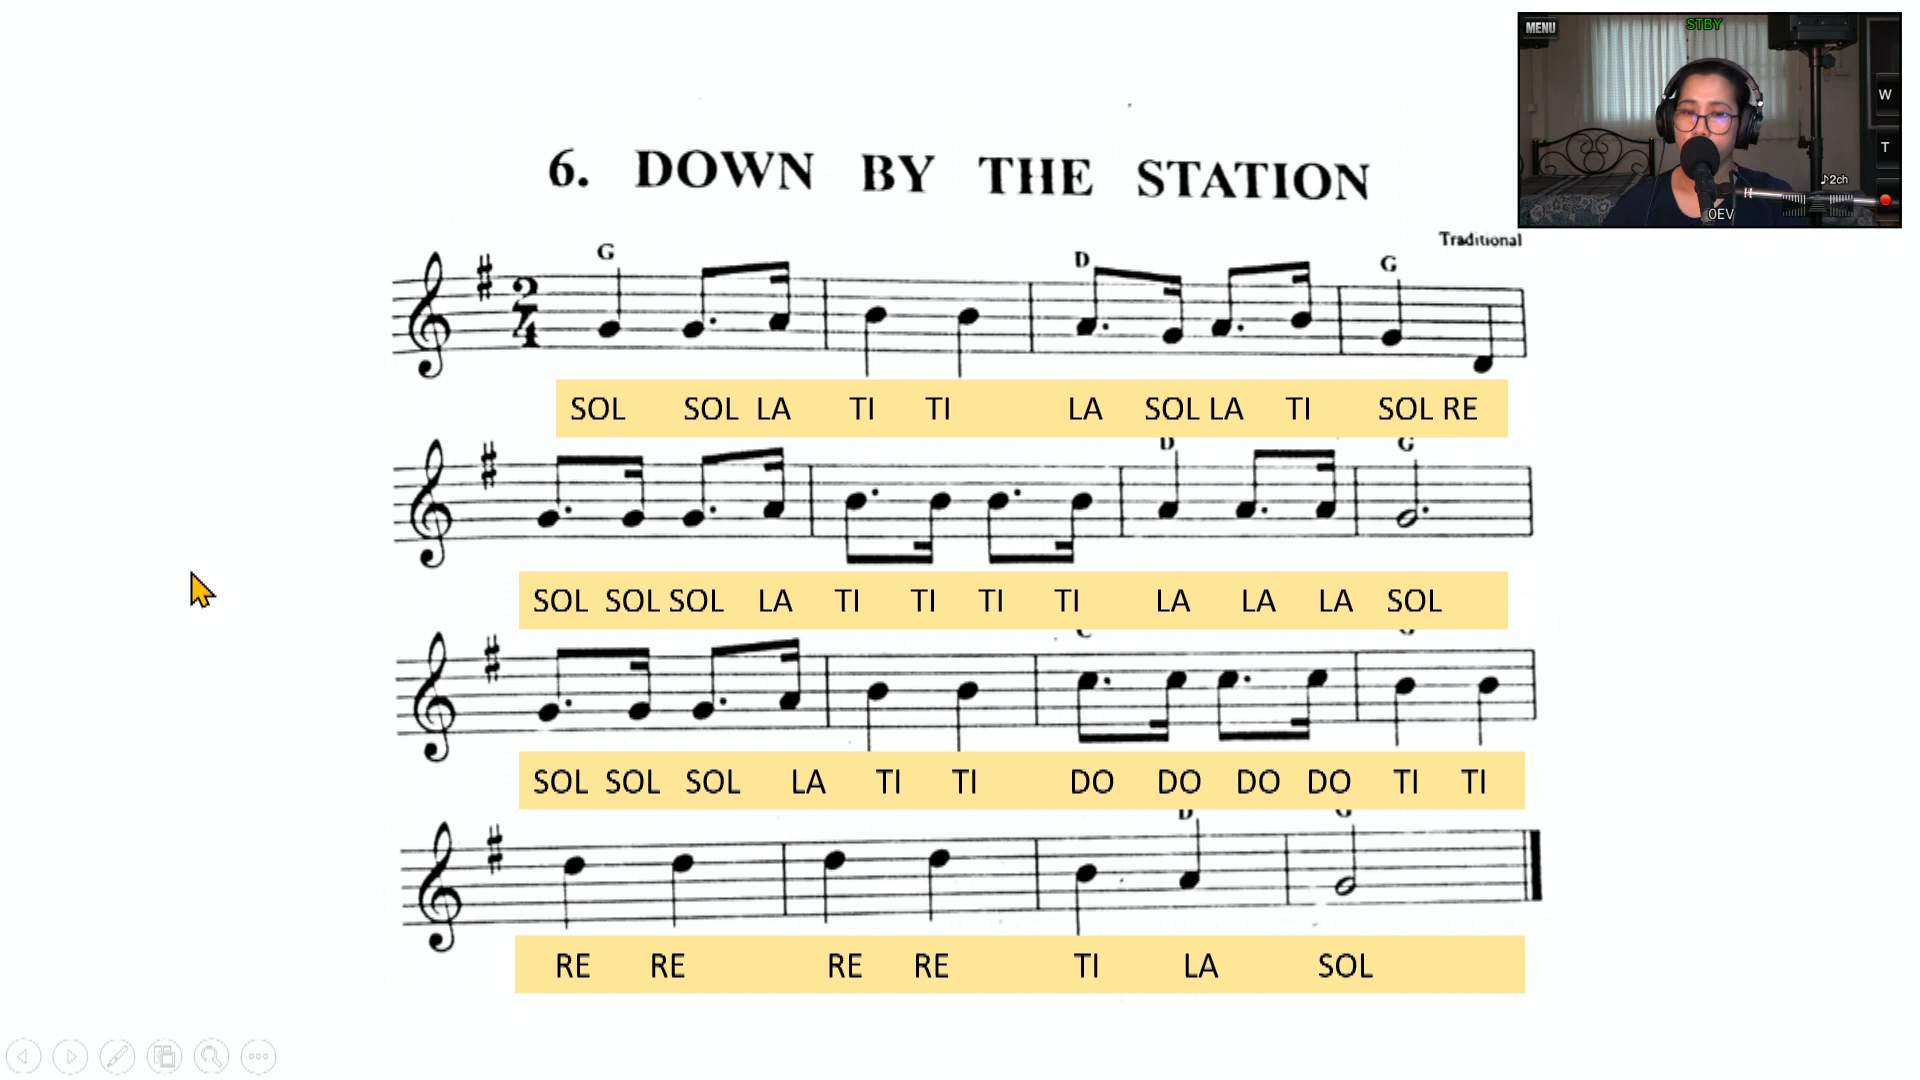 MENU
STBY
W
T
♪2ch
0EV
6. DOWN BY THE STATION
Traditional
G D G
2
4
SOL SOL LA TI TI LA SOL LA TI SOL RE
D G
SOL SOL SOL LA TI TI TI TI LA LA LA SOL
SOL SOL SOL LA TI TI DO DO DO DO TI TI
D
RE RE RE RE TI LA SOL